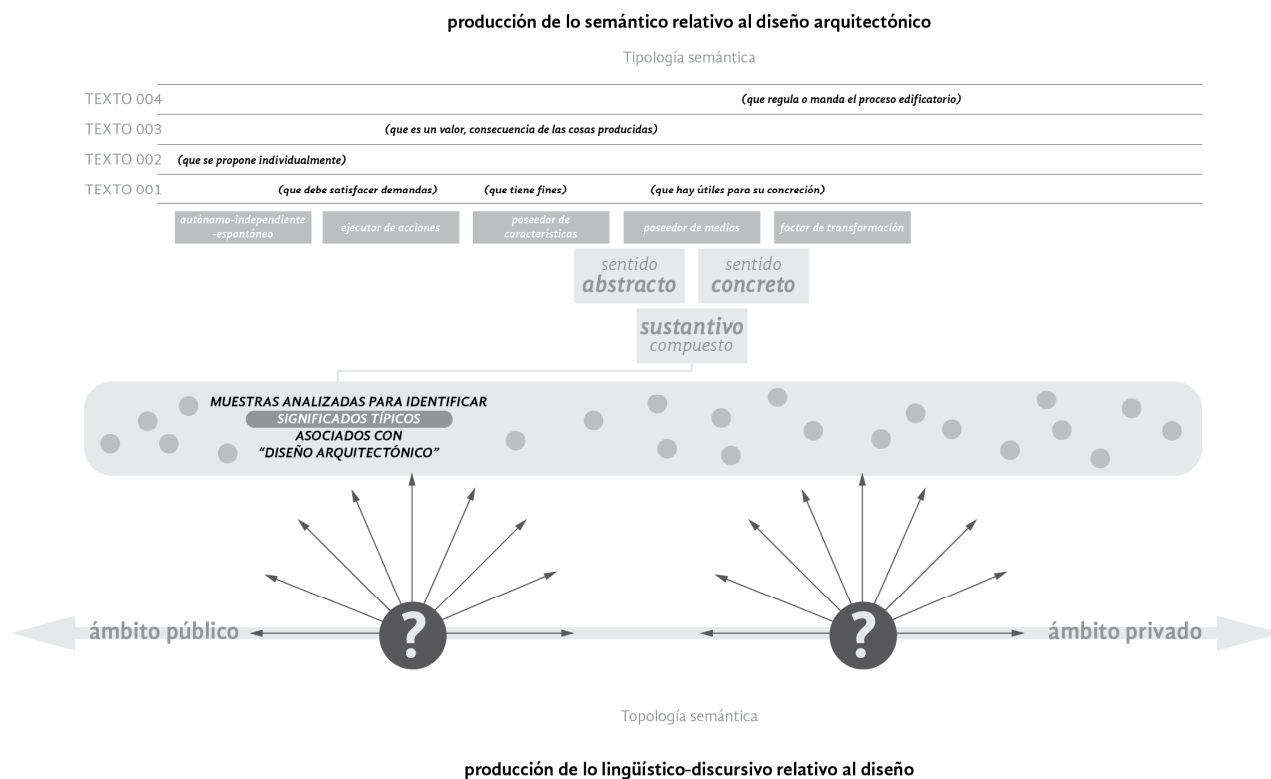 producción de lo semántico relativo al diseño arquitectónico
Tipología semántica
TEXTO 004 (que regula o manda el proceso edificatorio)
TEXTO 003 (que es un valor, consecuencia de las cosas producidas)
TEXTO 002 (que se propone individualmente)
TEXTO 001 (que debe satisfacer demandas) (que tiene fines) (que hay útiles para su concreción)
autónomo-independiente
-espontáneo
ejecutor de acciones
poseedor de
características
poseedor de medios
factor de transformación
sentido
abstracto
sentido
concreto
sustantivo
compuesto
MUESTRAS ANALIZADAS PARA IDENTIFICAR
SIGNIFICADOS TÍPICOS
ASOCIADOS CON
“DISEÑO ARQUITECTÓNICO”
ámbito público ? ? ámbito privado
Topología semántica
producción de lo lingüístico-discursivo relativo al diseño